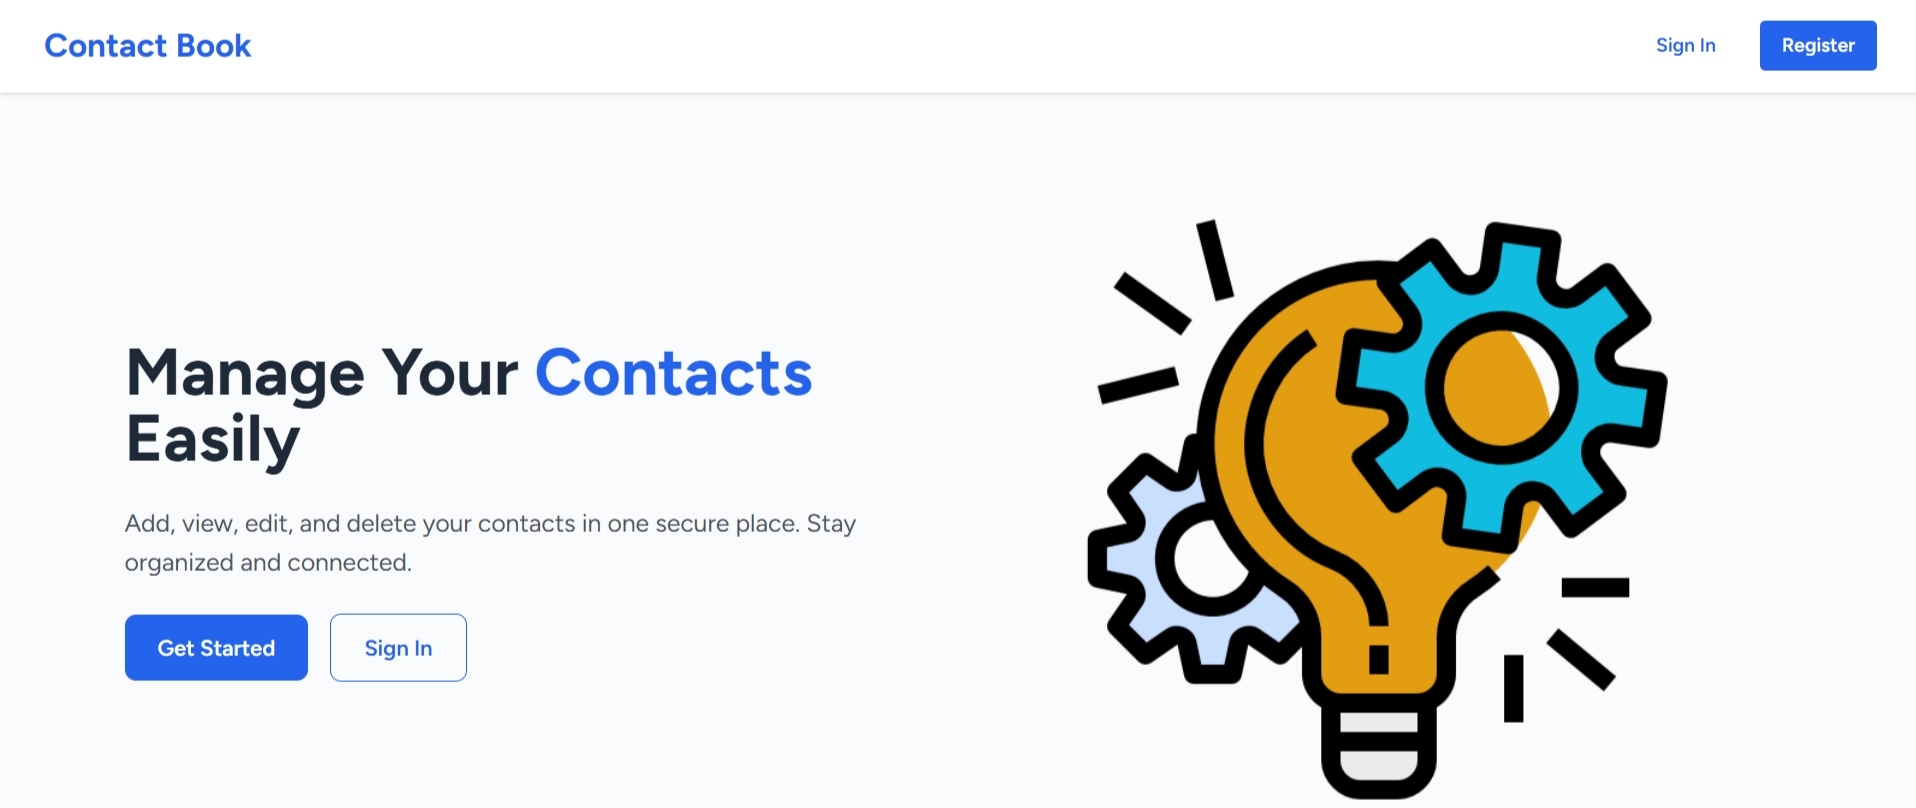 Contact Book
Sign In
Register
Manage Your Contacts
Easily
Add, view, edit, and delete your contacts in one secure place. Stay
organized and connected.
Get Started
Sign In